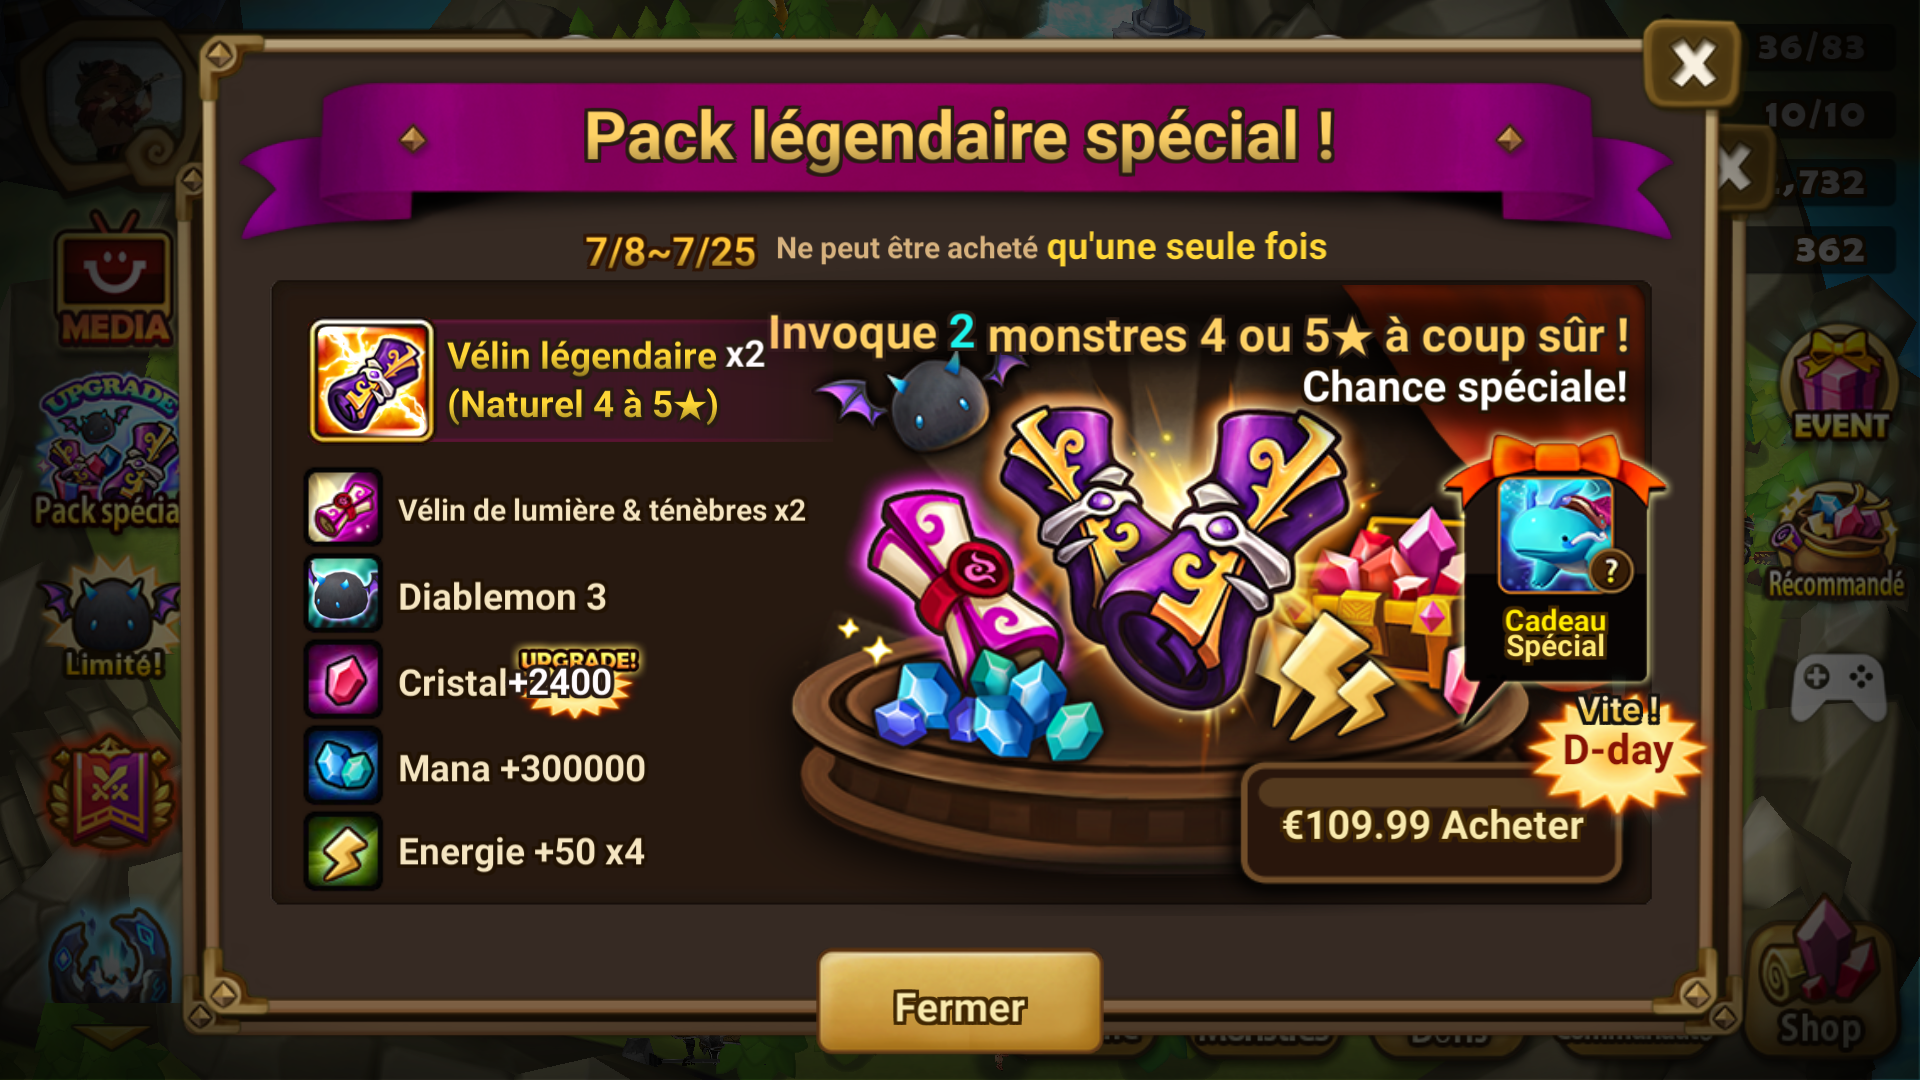 Pack légendaire spécial !
7/8~7/25 Ne peut être acheté qu'une seule fois
Vélin légendaire x2
(Naturel 4 à 5★)
Invoque 2 monstres 4 ou 5★ à coup sûr !
Chance spéciale!
Vélin de lumière & ténèbres x2
Diablemon 3
Cristal+2400
UPGRADE!
Mana +300000
Energie +50 x4
?
Cadeau
Spécial
Vite !
D-day
€109.99 Acheter
Fermer
MEDIA
UPGRADE
Pack spécia
Limité!
36/83
10/10
,732
362
EVENT
Récommandé
Shop